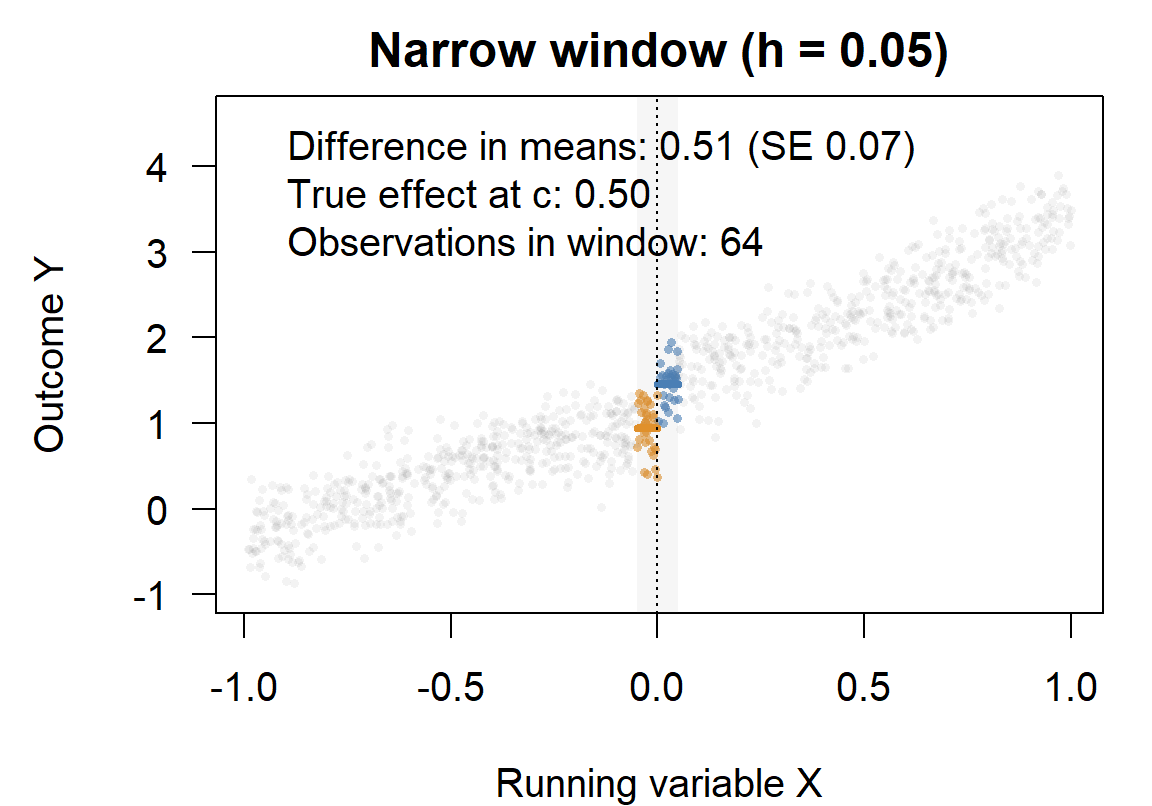 Narrow window (h = 0.05)
Difference in means: 0.51 (SE 0.07)
True effect at c: 0.50
Observations in window: 64
4
3
2
1
0
-1
Outcome Y
-1.0 -0.5 0.0 0.5 1.0
Running variable X